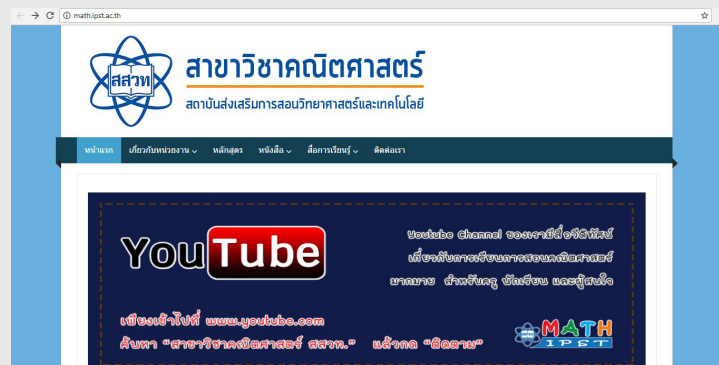 math.ipst.ac.th
สสวท
สาขาวิชาคณิตศาสตร์
สถาบันส่งเสริมการสอนวิทยาศาสตร์และเทคโนโลยี
หน้าแรก เกี่ยวกับหน่วยงาน หลักสูตร หนังสือ สื่อการเรียนรู้ ติดต่อเรา
YouTube
Youtube Channel ของเรามีสื่อวีดิทัศน์
เกี่ยวกับการเรียนการสอนคณิตศาสตร์
มากมาย สำหรับครู นักเรียน และผู้สนใจ
เพียงเข้าไปที่ www.youtube.com
ค้นหา "สาขาวิชาคณิตศาสตร์ สสวท." แล้วกด "ติดตาม"
MATH
IPST